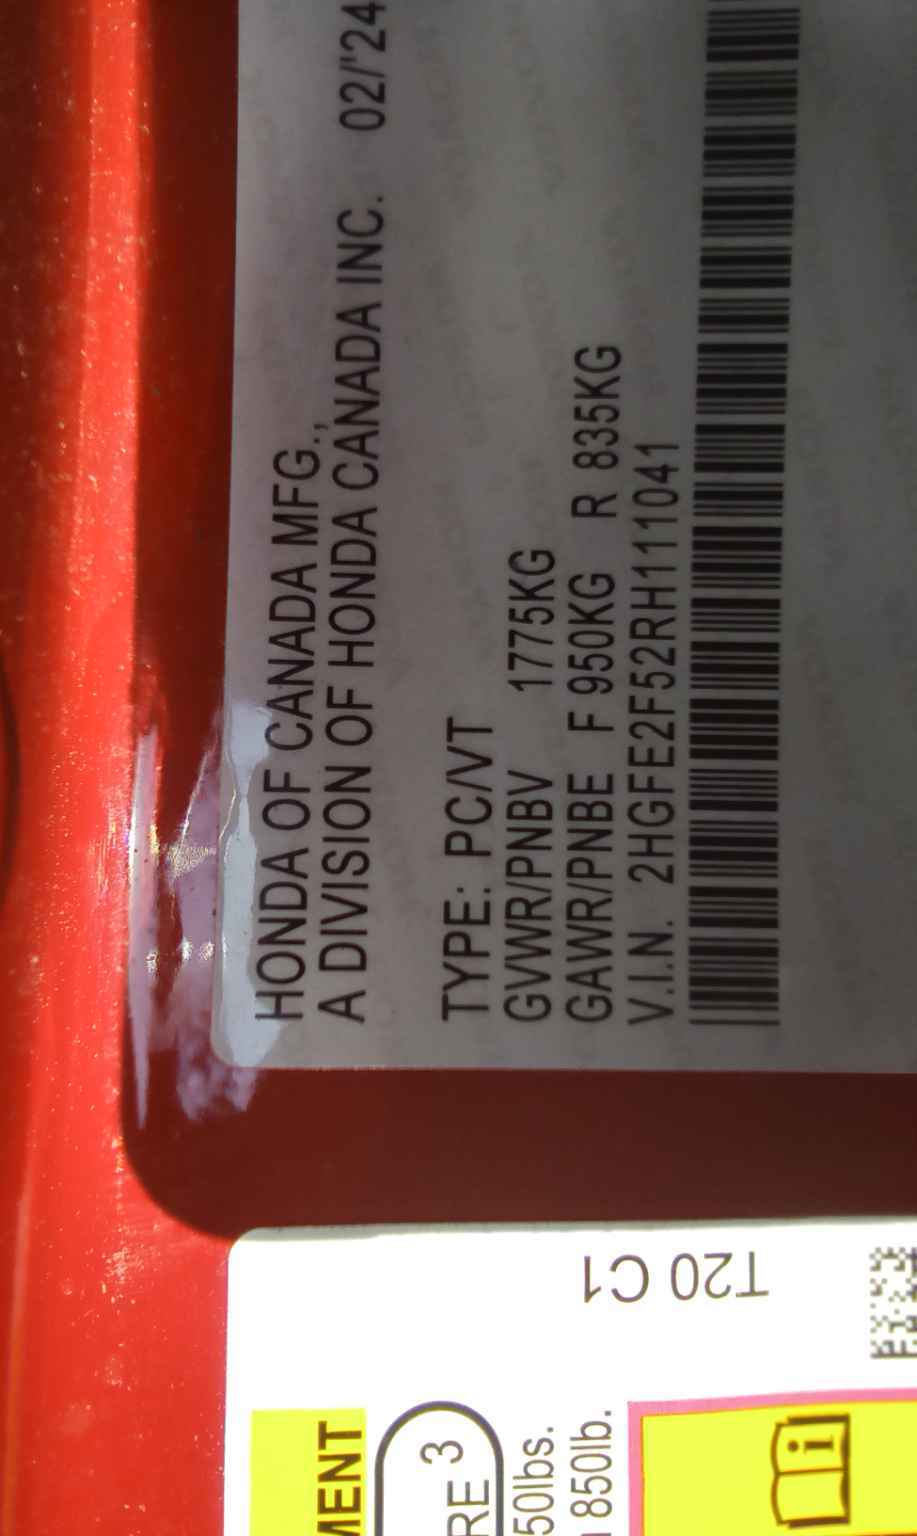 HONDA OF CANADA MFG.,
A DIVISION OF HONDA CANADA INC. 02/'24
TYPE: PC/VT
GVWR/PNBV 1775KG
GAWR/PNBE F 950KG R 835KG
V.I.N. 2HGFE2F52RH111041
T20 C1
MENT
RE 3
50lbs.
850lb.
i